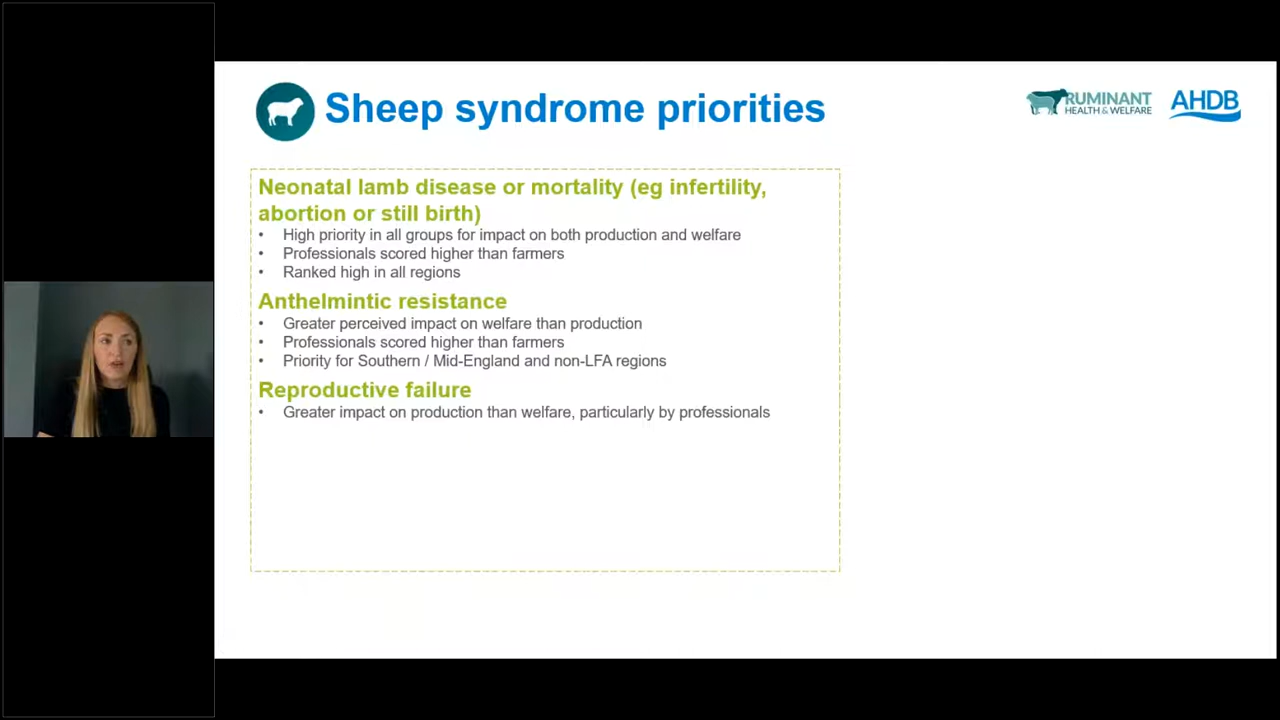 Sheep syndrome priorities
RUMINANT
HEALTH & WELFARE
AHDB
Neonatal lamb disease or mortality (eg infertility,
abortion or still birth)
• High priority in all groups for impact on both production and welfare
• Professionals scored higher than farmers
• Ranked high in all regions
Anthelmintic resistance
• Greater perceived impact on welfare than production
• Professionals scored higher than farmers
• Priority for Southern / Mid-England and non-LFA regions
Reproductive failure
• Greater impact on production than welfare, particularly by professionals